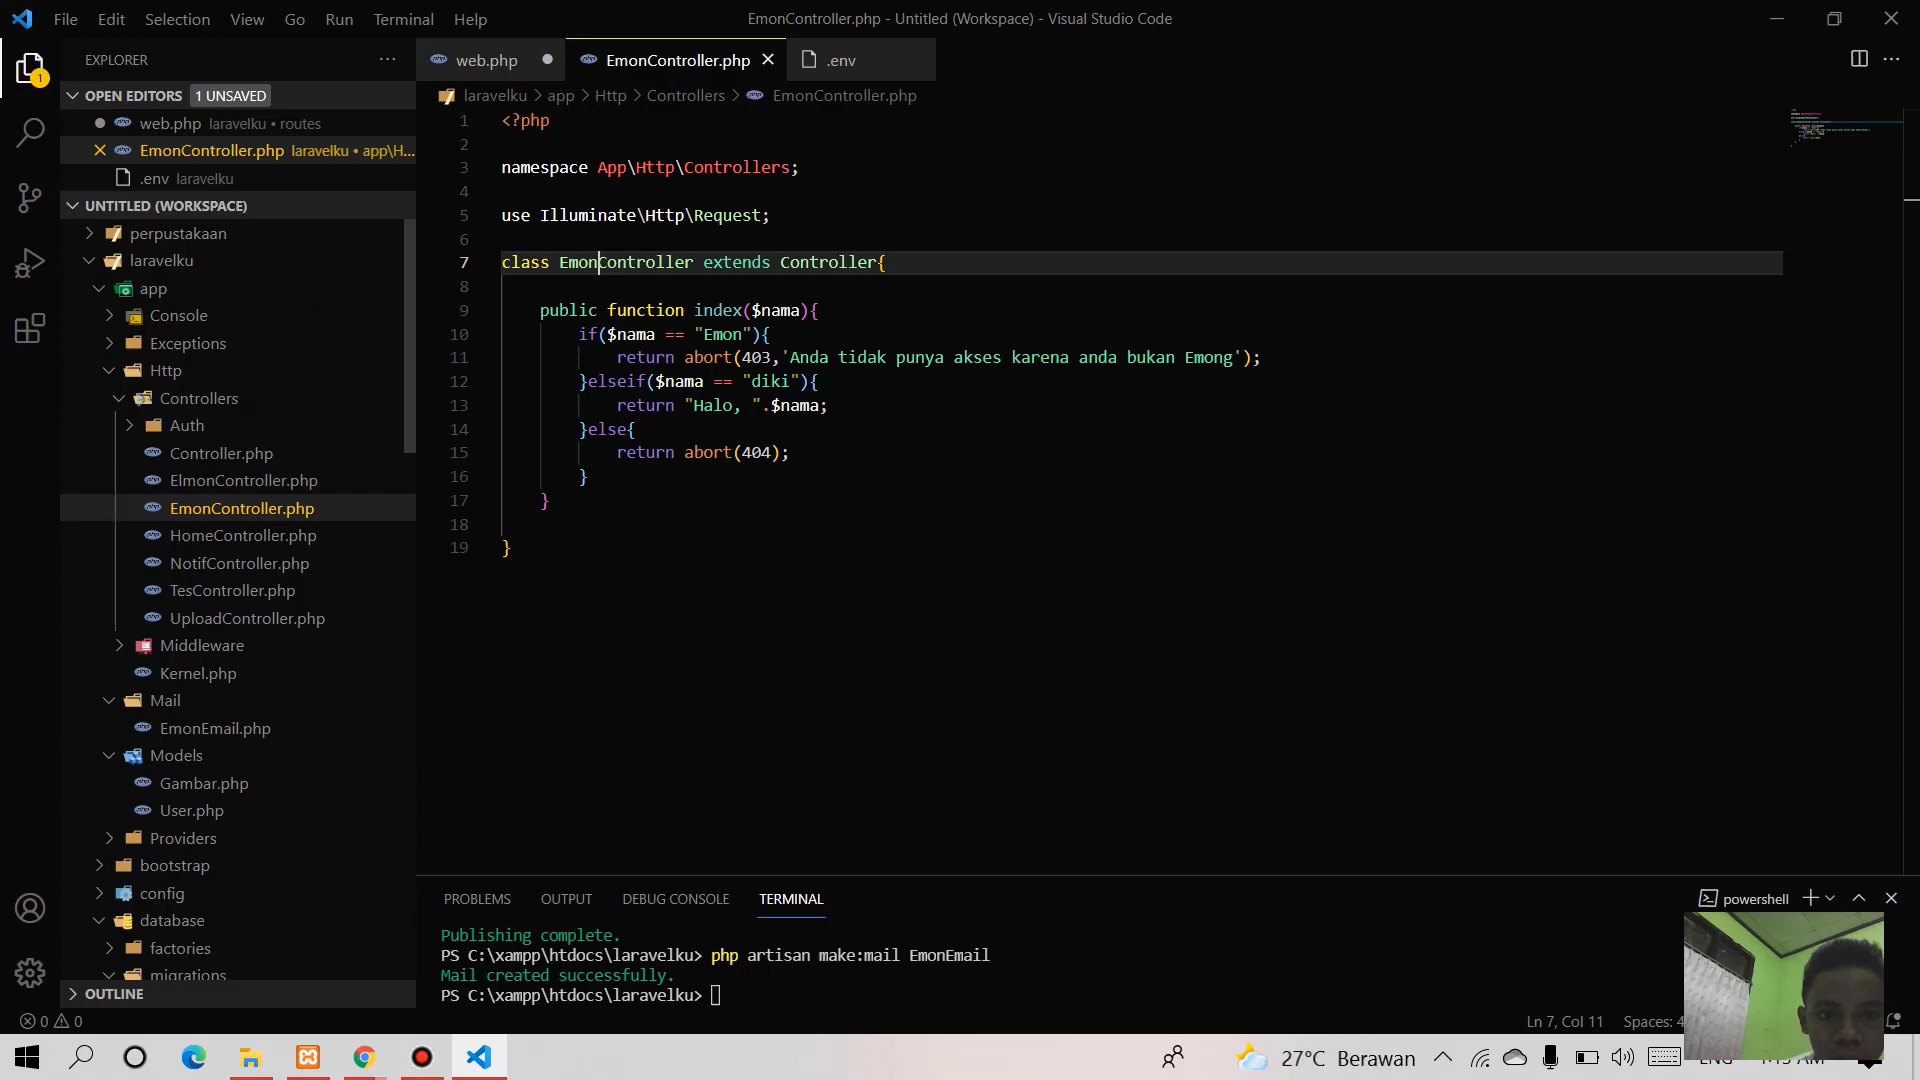 File Edit Selection View Go Run Terminal Help
EmonController.php - Untitled (Workspace) - Visual Studio Code
EXPLORER
OPEN EDITORS 1 UNSAVED
web.php laravelku • routes
EmonController.php laravelku • app\H...
.env laravelku
UNTITLED (WORKSPACE)
perpustakaan
laravelku
app
Console
Exceptions
Http
Controllers
Auth
Controller.php
ElmonController.php
EmonController.php
HomeController.php
NotifController.php
TesController.php
UploadController.php
Middleware
Kernel.php
Mail
EmonEmail.php
Models
Gambar.php
User.php
Providers
bootstrap
config
database
factories
migrations
OUTLINE
web.php
EmonController.php
.env
laravelku > app > Http > Controllers > EmonController.php
1 <?php
2
3 namespace App\Http\Controllers;
4
5 use Illuminate\Http\Request;
6
7 class EmonController extends Controller{
8
9 public function index($nama){
10 if($nama == "Emon"){
11 return abort(403,'Anda tidak punya akses karena anda bukan Emong');
12 }elseif($nama == "diki"){
13 return "Halo, ".$nama;
14 }else{
15 return abort(404);
16 }
17 }
18
19 }
PROBLEMS OUTPUT DEBUG CONSOLE TERMINAL
powershell
Publishing complete.
PS C:\xampp\htdocs\laravelku> php artisan make:mail EmonEmail
Mail created successfully.
PS C:\xampp\htdocs\laravelku>
0 0
Ln 7, Col 11 Spaces: 4
27°C Berawan
1